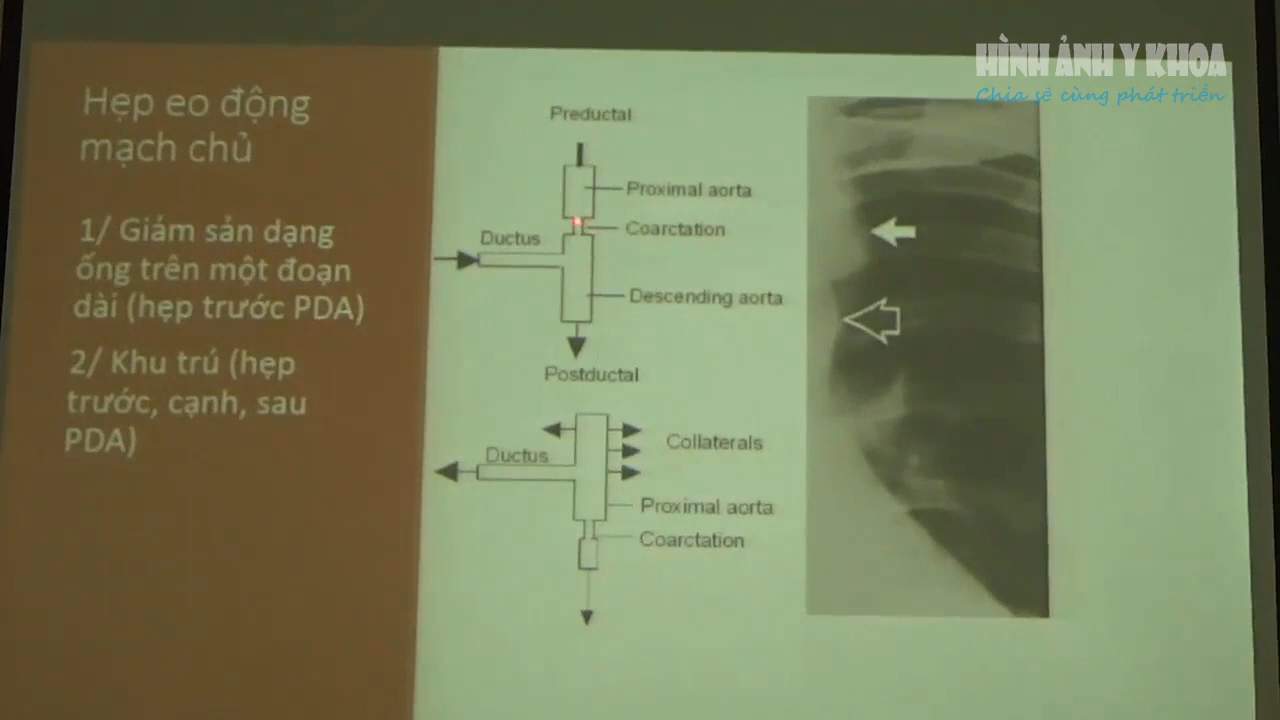 HÌNH ẢNH Y KHOA
Chia sẻ cùng phát triển
Hẹp eo động
mạch chủ
1/ Giảm sản dạng
ống trên một đoạn
dài (hẹp trước PDA)
2/ Khu trú (hẹp
trước, cạnh, sau
PDA)
Preductal
Proximal aorta
Coarctation
Ductus
Descending aorta
Postductal
Collaterals
Ductus
Proximal aorta
Coarctation